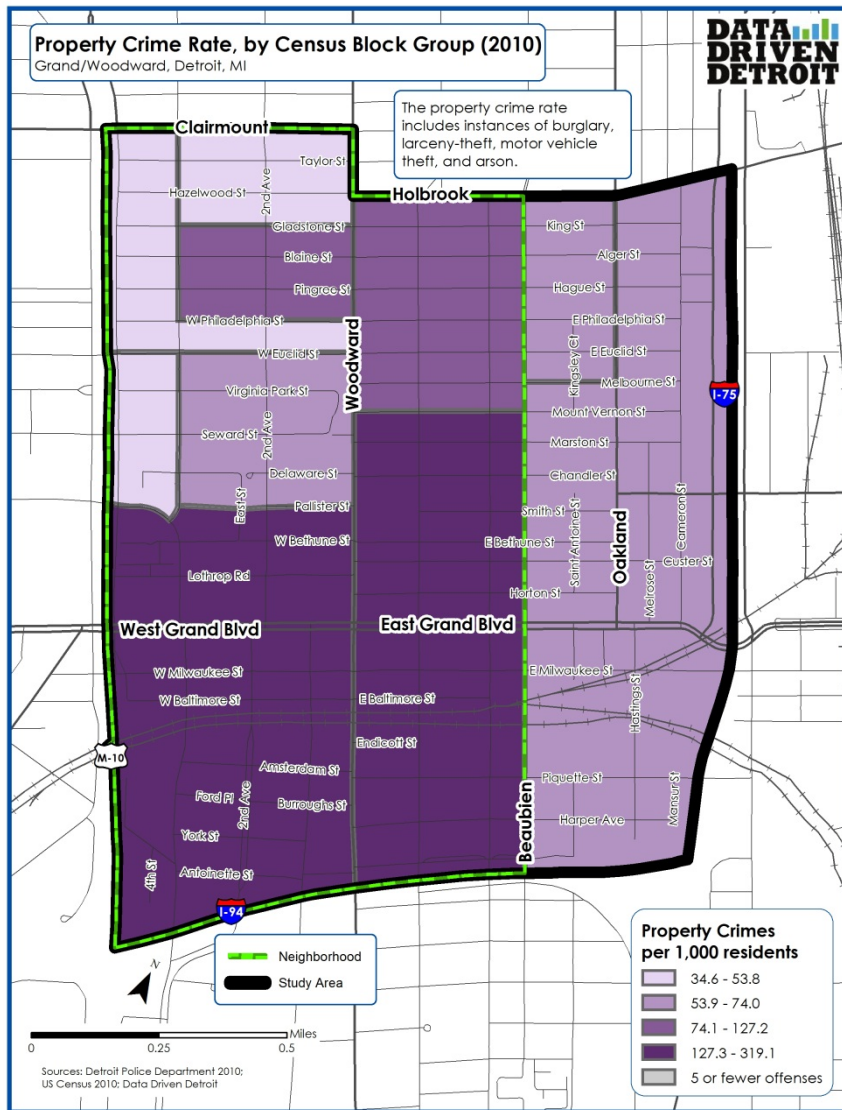 Property Crime Rate, by Census Block Group (2010)
Grand/Woodward, Detroit, MI
DATA
DRIVEN
DETROIT
The property crime rate
includes instances of burglary,
larceny-theft, motor vehicle
theft, and arson.
Clairmount
Taylor St
2nd Ave
Hazelwood St
Holbrook
Gladstone St
King St
Blaine St
Alger St
Pingree St
Hague St
W Philadelphia St
E Philadelphia St
Woodward
W Euclid St
Kingsley Ct
E Euclid St
Virginia Park St
Melbourne St
I-75
2nd Ave
Mount Vernon St
Seward St
Marston St
Delaware St
Chandler St
East St
Pallister St
Smith St
Cameron St
W Bethune St
E Bethune St
Saint Antoine St
Oakland
Lothrop Rd
Custer St
Melrose St
Horton St
West Grand Blvd
East Grand Blvd
W Milwaukee St
E Milwaukee St
W Baltimore St
E Baltimore St
Hastings St
M-10
Endicott St
Amsterdam St
Piquette St
Ford Pl
2nd Ave
Burroughs St
Beaubien
Harper Ave
Mansur St
York St
4th St
Antoinette St
I-94
Neighborhood
Study Area
N
Miles
0
0.25
0.5
Sources: Detroit Police Department 2010;
US Census 2010; Data Driven Detroit
Property Crimes
per 1,000 residents
34.6 - 53.8
53.9 - 74.0
74.1 - 127.2
127.3 - 319.1
5 or fewer offenses